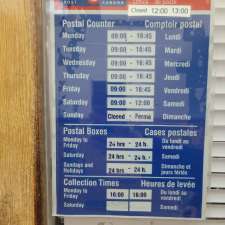 POST CANADA
Closed 12:00 13:00
Postal Counter Comptoir postal
Monday 09:00 - 16:45 Lundi
Tuesday 09:00 - 16:45 Mardi
Wednesday 09:00 - 16:45 Mercredi
Thursday 09:00 - 16:45 Jeudi
Friday 09:00 - 16:45 Vendredi
Saturday 09:00 - 12:00 Samedi
Sunday Closed - Fermé Dimanche
Postal Boxes Cases postales
Monday to Friday 24 hrs - 24 h. Du lundi au vendredi
Saturday 24 hrs - 24 h. Samedi
Sundays and Holidays 24 hrs - 24 h. Dimanche et jours fériés
Collection Times Heures de levée
Monday to Friday 16:00 16:00 Du lundi au vendredi
Saturday Samedi